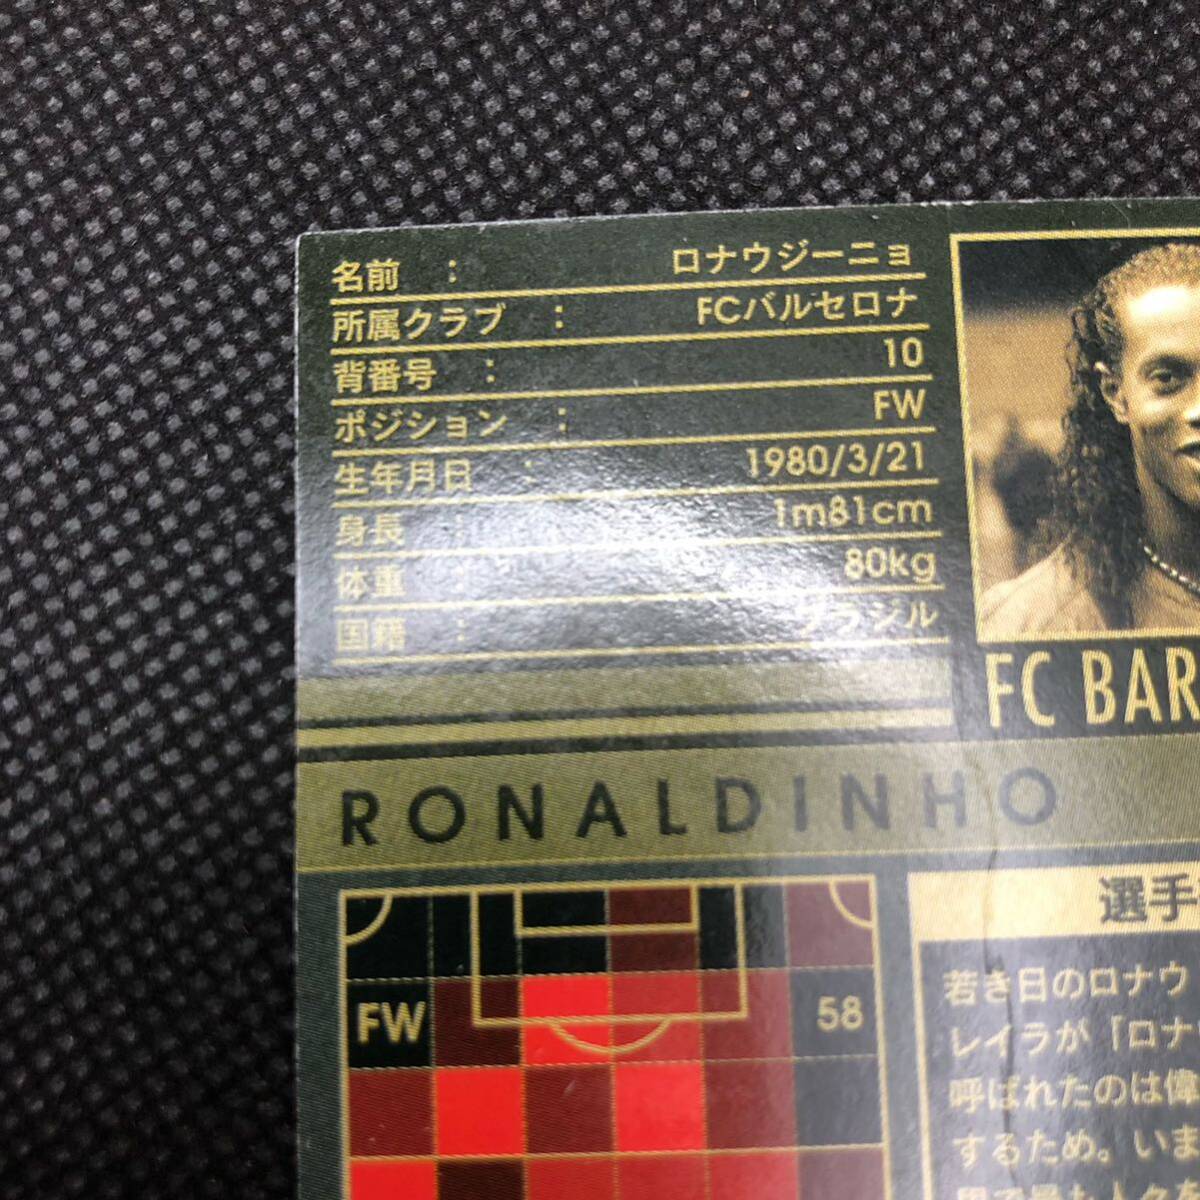 名前 : ロナウジーニョ
所属クラブ : FCバルセロナ
背番号 : 10
ポジション : FW
生年月日 : 1980/3/21
身長 : 1m81cm
体重 : 80kg
国籍 : ブラジル
FC BAR
RONALDINHO
FW 58
選手
若き日のロナウ
レイラが「ロナ
呼ばれたのは偉
するため。いま